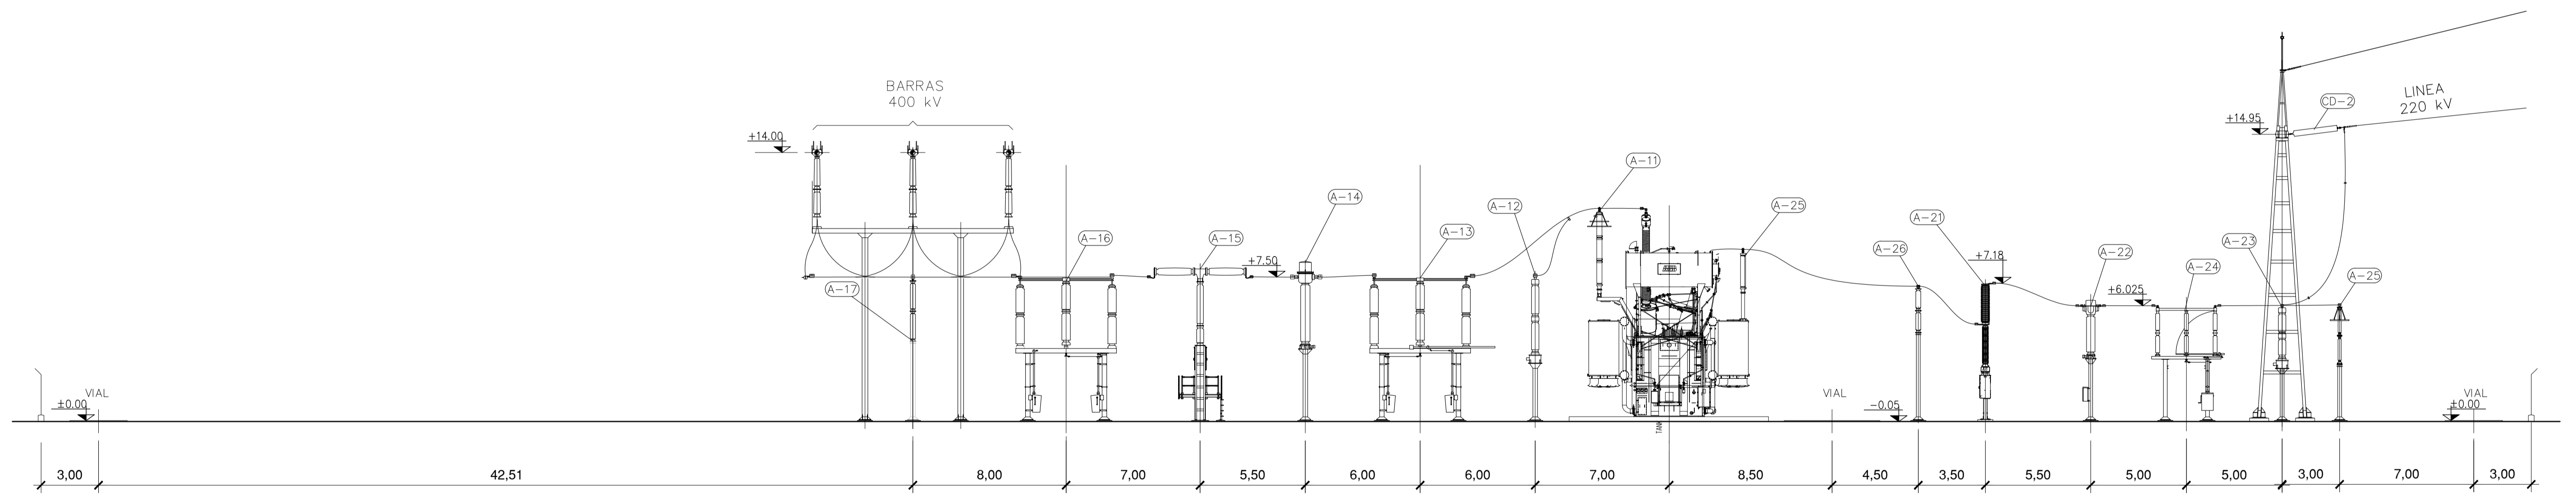 BARRAS
400 kV
LINEA
220 kV
CD-2
+14.00
+14.95
A-11
A-14
A-12
A-25
A-21
A-16
A-15
A-13
A-26
A-22
A-23
A-24
A-25
+7.50
+7.18
+6.025
A-17
ABB
VIAL
±0.00
VIAL
-0.05
VIAL
±0.00
TANK
3,00
42,51
8,00
7,00
5,50
6,00
6,00
7,00
8,50
4,50
3,50
5,50
5,00
5,00
3,00
7,00
3,00